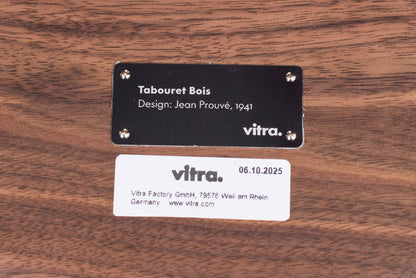 Tabouret Bois
Design: Jean Prouvé, 1941
vitra.
vitra. 06.10.2025
Vitra Factory GmbH, 79576 Weil am Rhein
Germany www.vitra.com